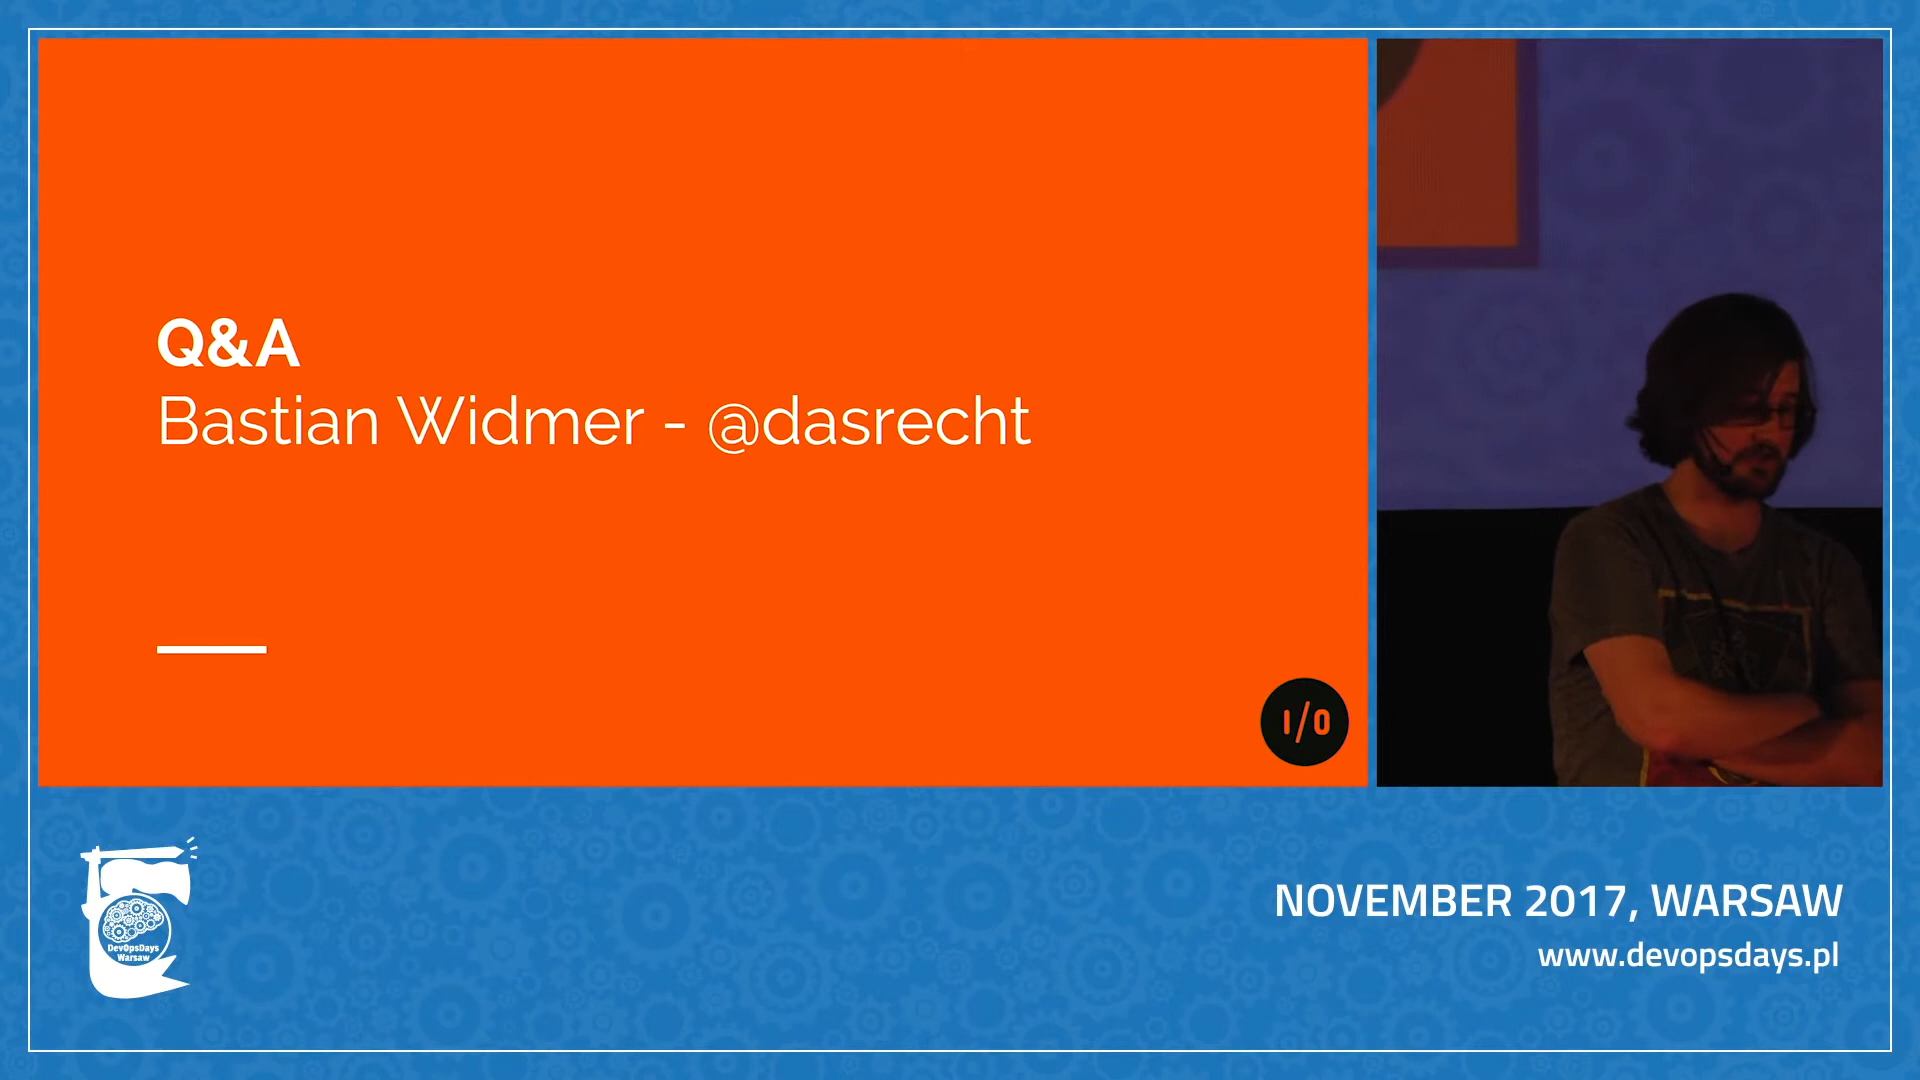 Q&A
Bastian Widmer - @dasrecht
I/O
DevOpsDays
Warsaw
NOVEMBER 2017, WARSAW
www.devopsdays.pl